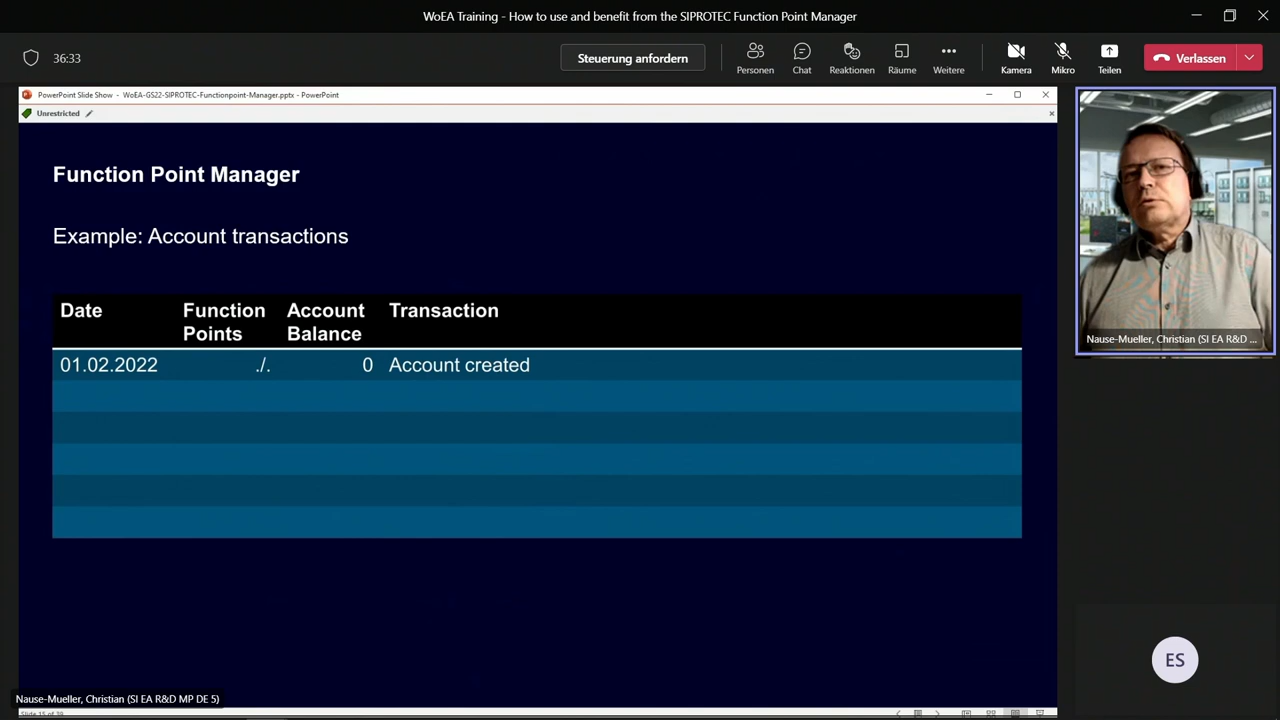 WoEA Training - How to use and benefit from the SIPROTEC Function Point Manager
36:33
Steuerung anfordern
Personen
Chat
Reaktionen
Räume
Weitere
Kamera
Mikro
Teilen
Verlassen
PowerPoint Slide Show - WoEA-GS22-SIPROTEC-Functionpoint-Manager.pptx - PowerPoint
Unrestricted
Function Point Manager
Example: Account transactions
Date Function Points Account Balance Transaction
01.02.2022 ./. 0 Account created
Nause-Mueller, Christian (SI EA R&D ...
ES
Nause-Mueller, Christian (SI EA R&D MP DE 5)